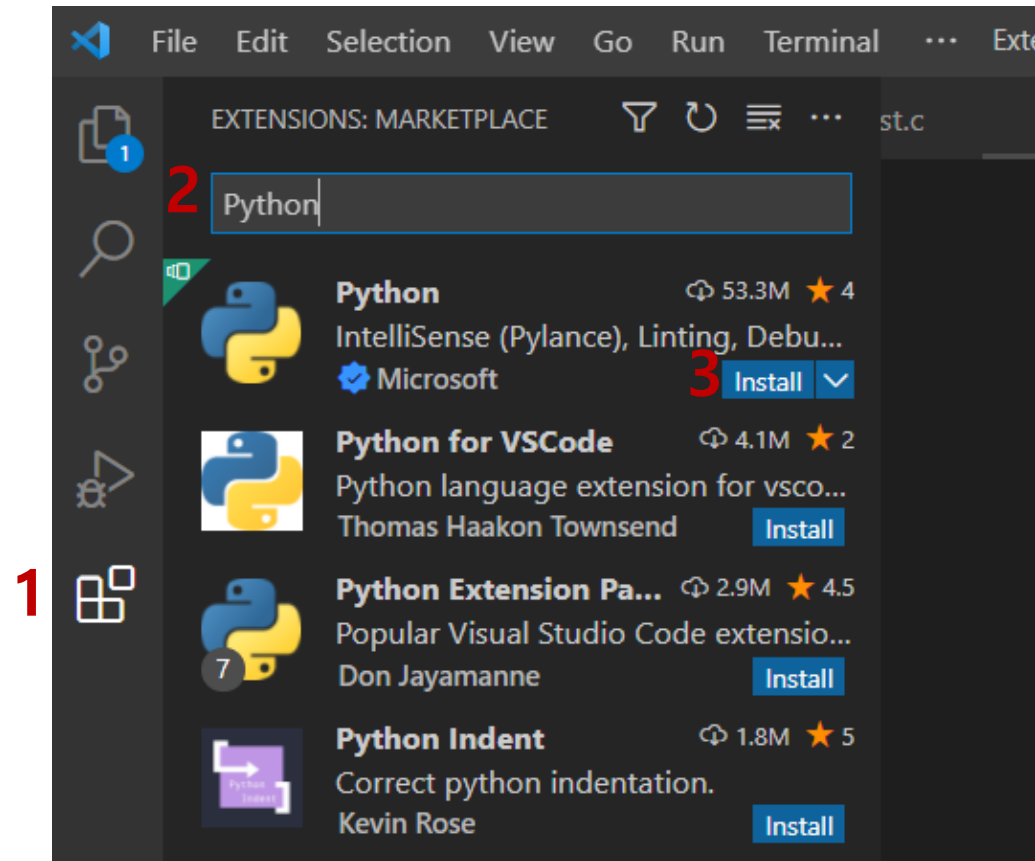 File Edit Selection View Go Run Terminal ··· Exte
EXTENSIONS: MARKETPLACE ···
st.c
1
2
Python
Python 53.3M 4
IntelliSense (Pylance), Linting, Debu...
Microsoft
3
Install
Python for VSCode 4.1M 2
Python language extension for vsco...
Thomas Haakon Townsend Install
1
Python Extension Pa... 2.9M 4.5
Popular Visual Studio Code extensio...
7
Don Jayamanne Install
Python Indent 1.8M 5
Correct python indentation.
Python
Indent
Kevin Rose Install